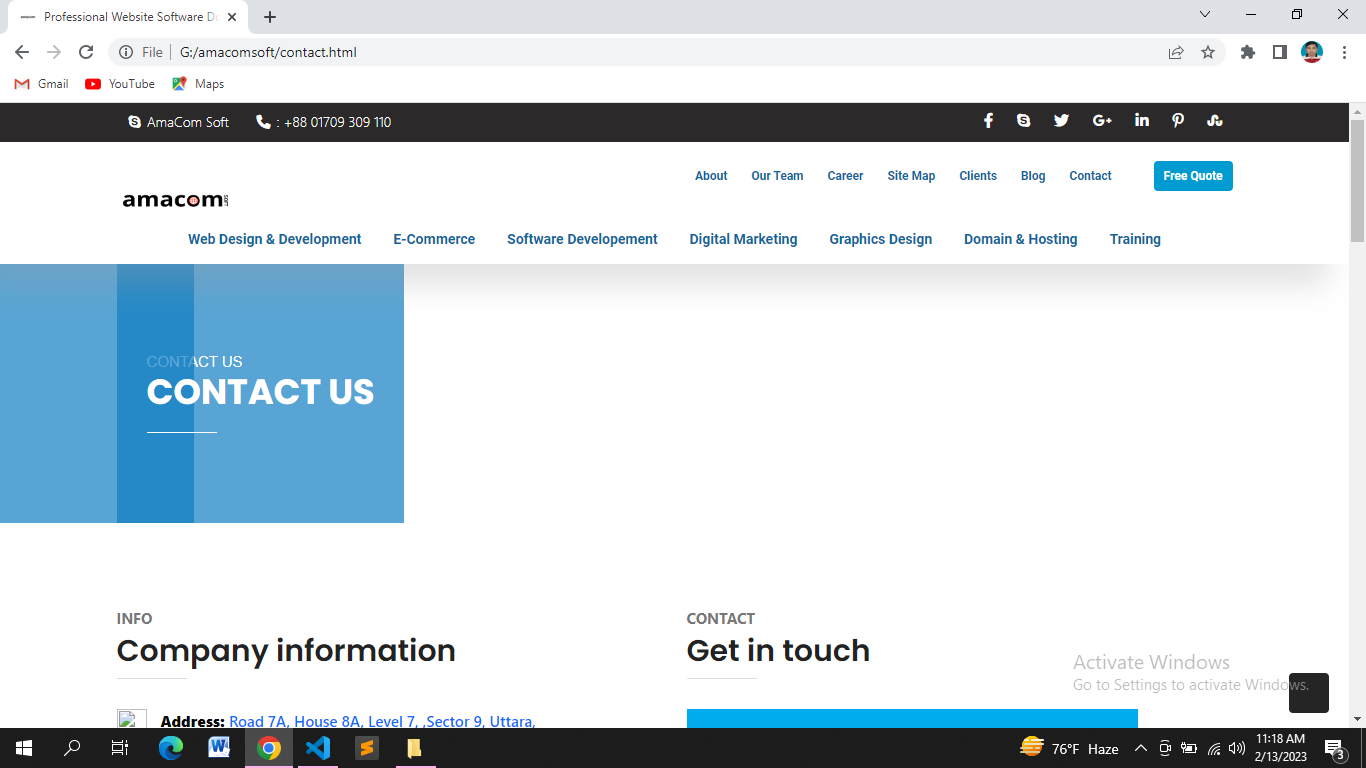 Professional Website Software Do
File
G:/amacomsoft/contact.html
Gmail
YouTube
Maps
AmaCom Soft
: +88 01709 309 110
About
Our Team
Career
Site Map
Clients
Blog
Contact
Free Quote
amacom
Web Design & Development
E-Commerce
Software Developement
Digital Marketing
Graphics Design
Domain & Hosting
Training
CONTACT US
CONTACT US
INFO
Company information
CONTACT
Get in touch
Address: Road 7A, House 8A, Level 7, ,Sector 9, Uttara,
Activate Windows
Go to Settings to activate Windows.
76°F Haze
11:18 AM
2/13/2023
3